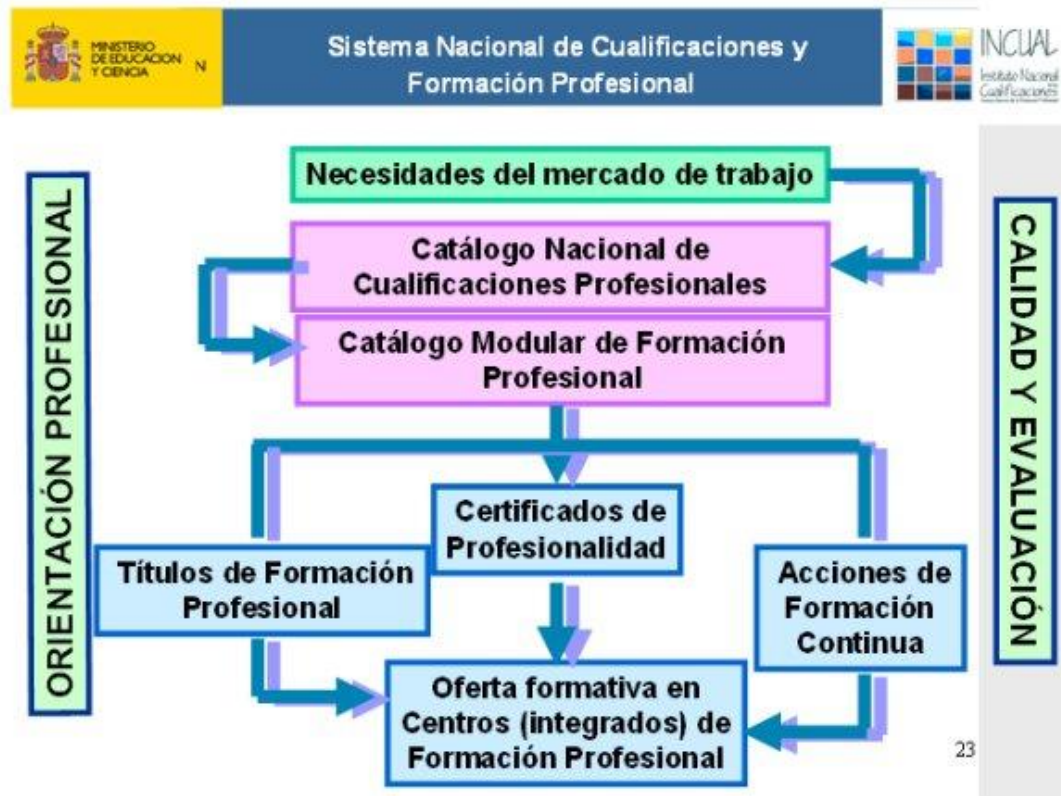 MINISTERIO
DE EDUCACION
Y CIENCIA
N
Sistema Nacional de Cualificaciones y
Formación Profesional
INCUAL
Instituto Nacional
Cualificaciones
Necesidades del mercado de trabajo
Catálogo Nacional de
Cualificaciones Profesionales
Catálogo Modular de Formación
Profesional
ORIENTACIÓN PROFESIONAL
CALIDAD Y EVALUACIÓN
Certificados de
Profesionalidad
Títulos de Formación
Profesional
Acciones de
Formación
Continua
Oferta formativa en
Centros (integrados) de
Formación Profesional
23